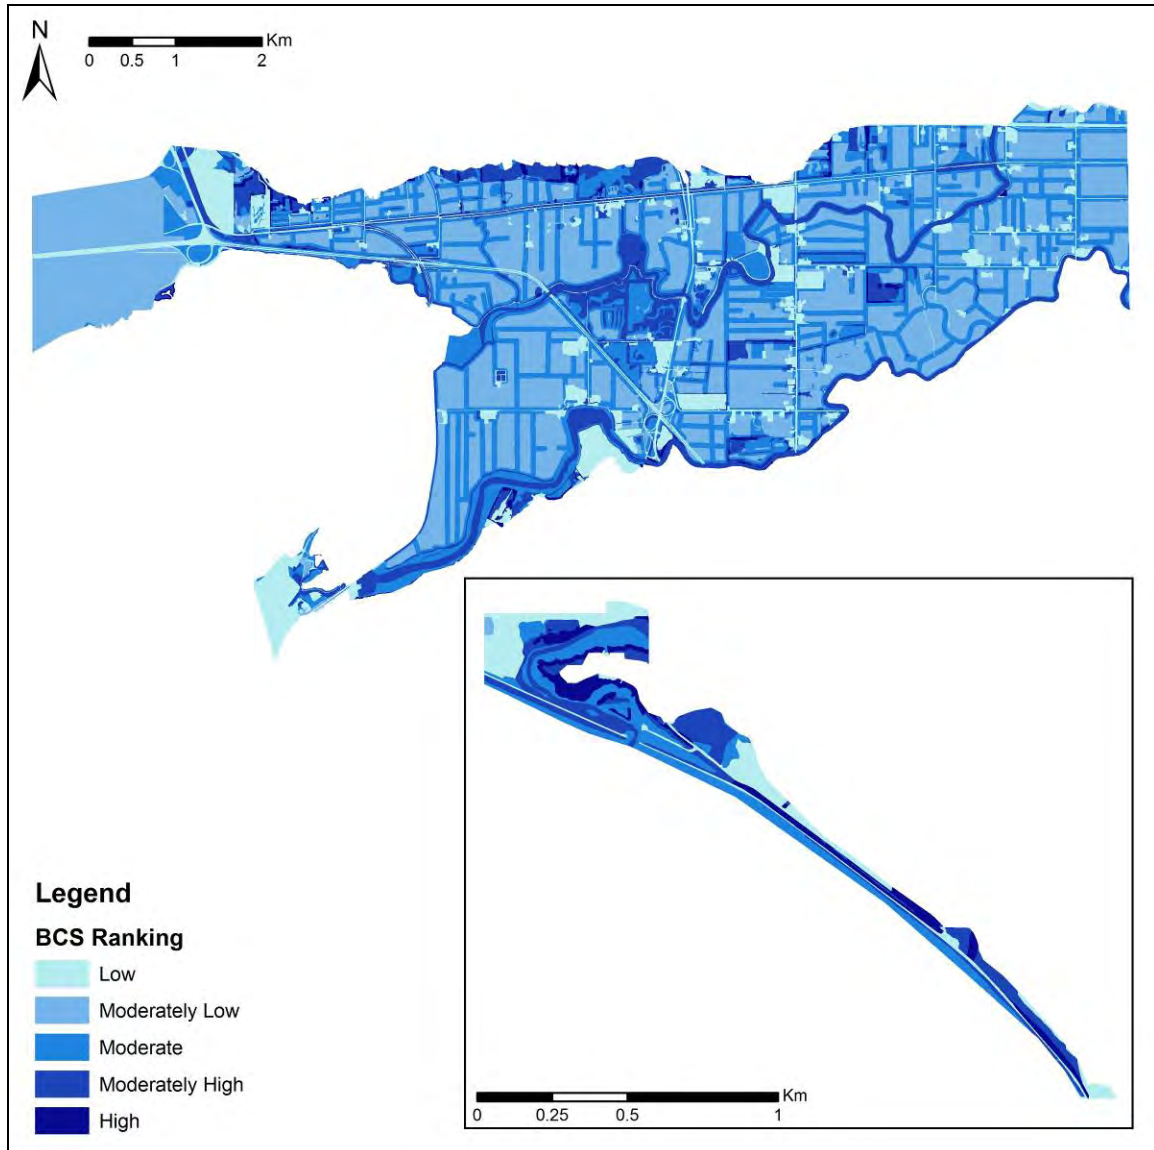 N
Km
0 0.5 1 2
Legend
BCS Ranking
Low
Moderately Low
Moderate
Moderately High
High
Km
0 0.25 0.5 1